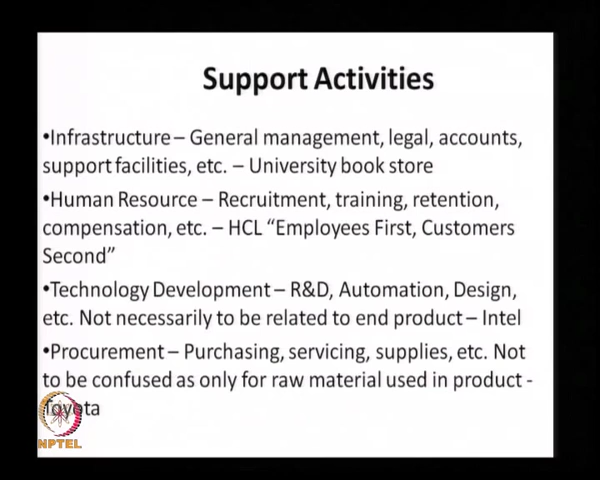 Support Activities
•Infrastructure – General management, legal, accounts,
support facilities, etc. – University book store
•Human Resource – Recruitment, training, retention,
compensation, etc. – HCL “Employees First, Customers
Second”
•Technology Development – R&D, Automation, Design,
etc. Not necessarily to be related to end product – Intel
•Procurement – Purchasing, servicing, supplies, etc. Not
to be confused as only for raw material used in product -
Toyota
NPTEL